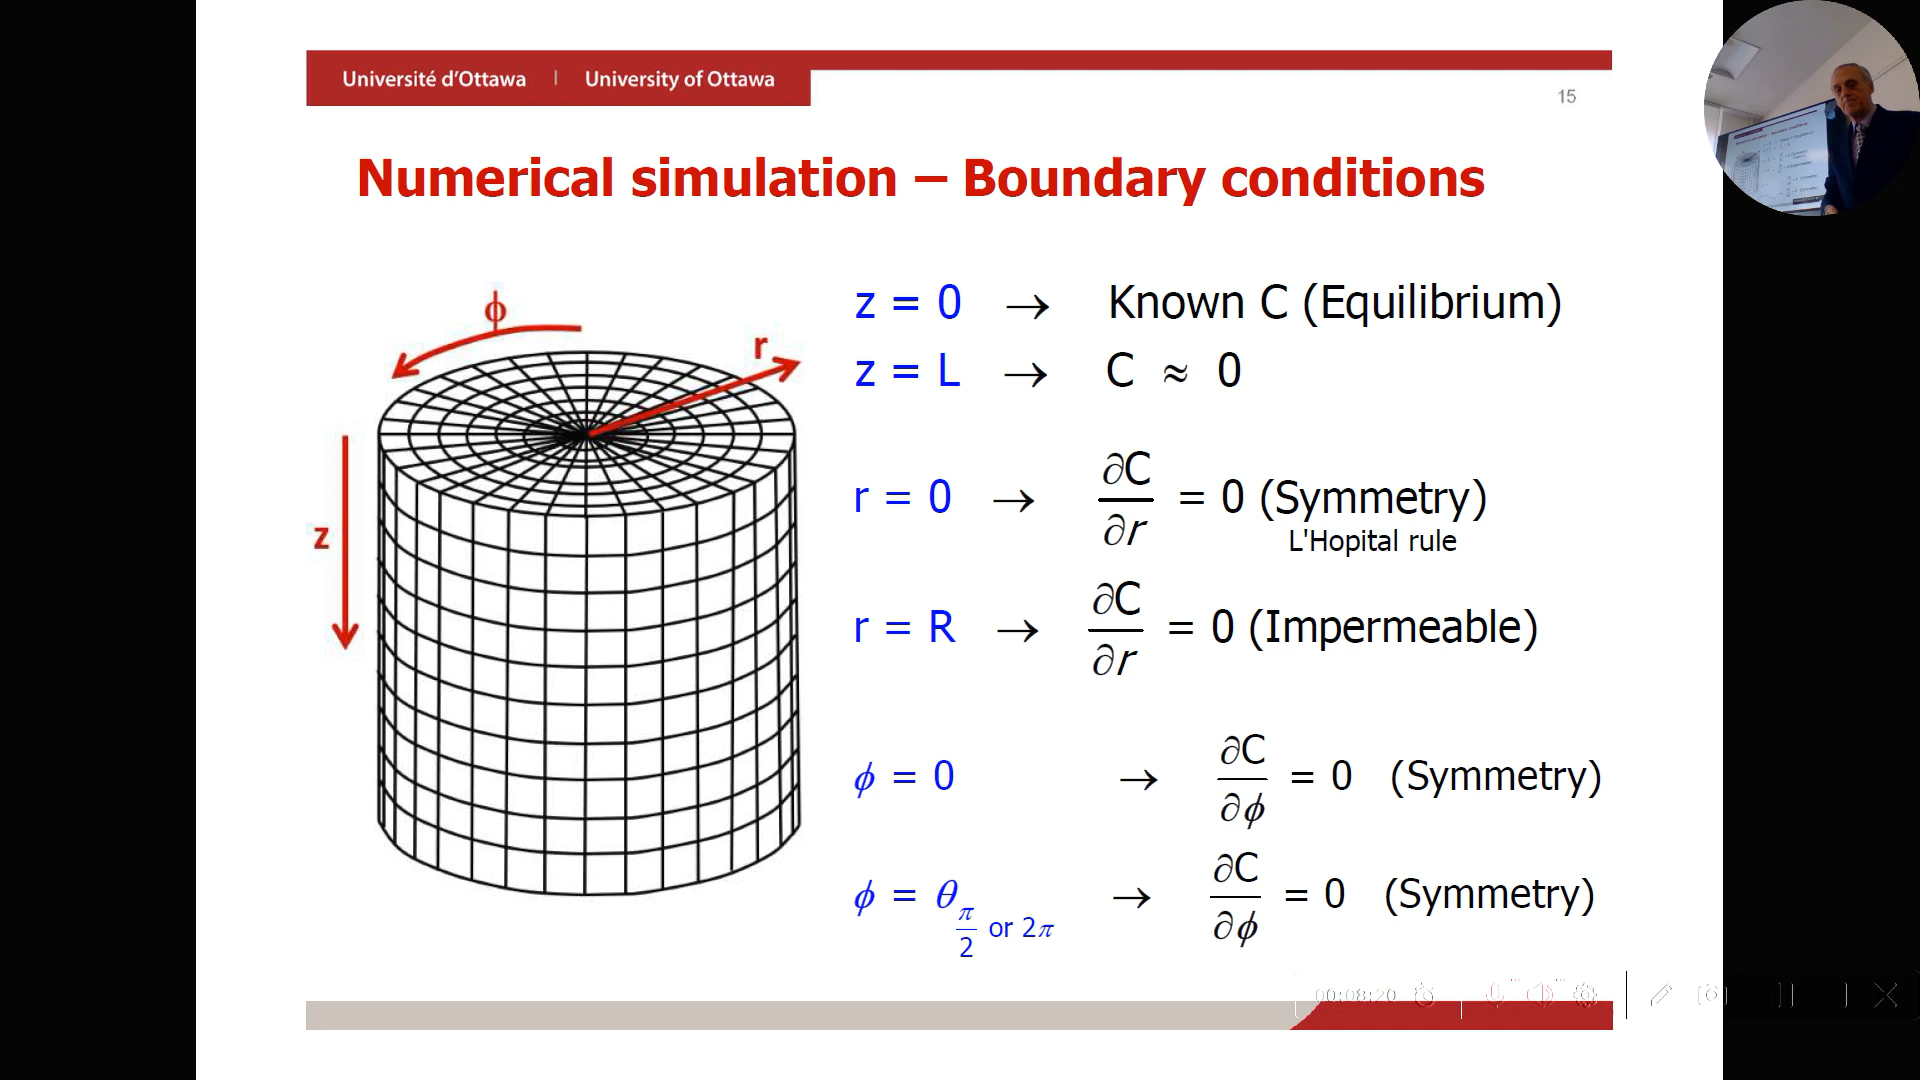 Université d'Ottawa | University of Ottawa
15
Numerical simulation – Boundary conditions
ϕ
r
z
z = 0 → Known C (Equilibrium)
z = L → C ≈ 0
r = 0 → ∂C/∂r = 0 (Symmetry)
L'Hopital rule
r = R → ∂C/∂r = 0 (Impermeable)
ϕ = 0 → ∂C/∂ϕ = 0 (Symmetry)
ϕ = θ π/2 or 2π → ∂C/∂ϕ = 0 (Symmetry)
00:08:20